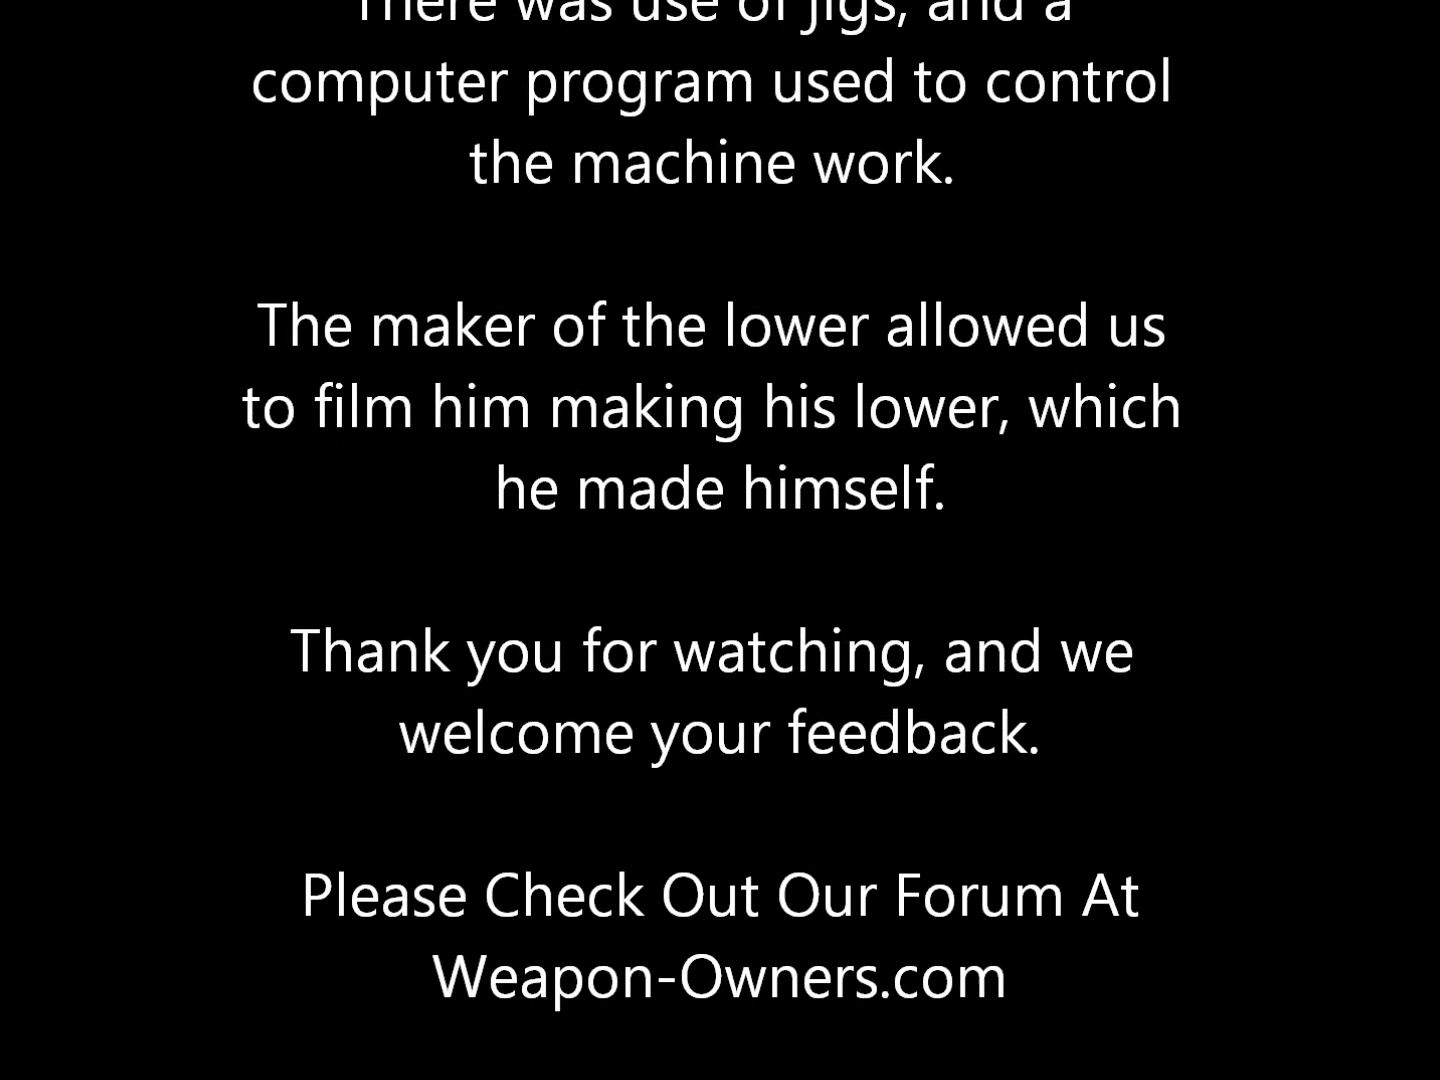 There was use of jigs, and a
computer program used to control
the machine work.
The maker of the lower allowed us
to film him making his lower, which
he made himself.
Thank you for watching, and we
welcome your feedback.
Please Check Out Our Forum At
Weapon-Owners.com